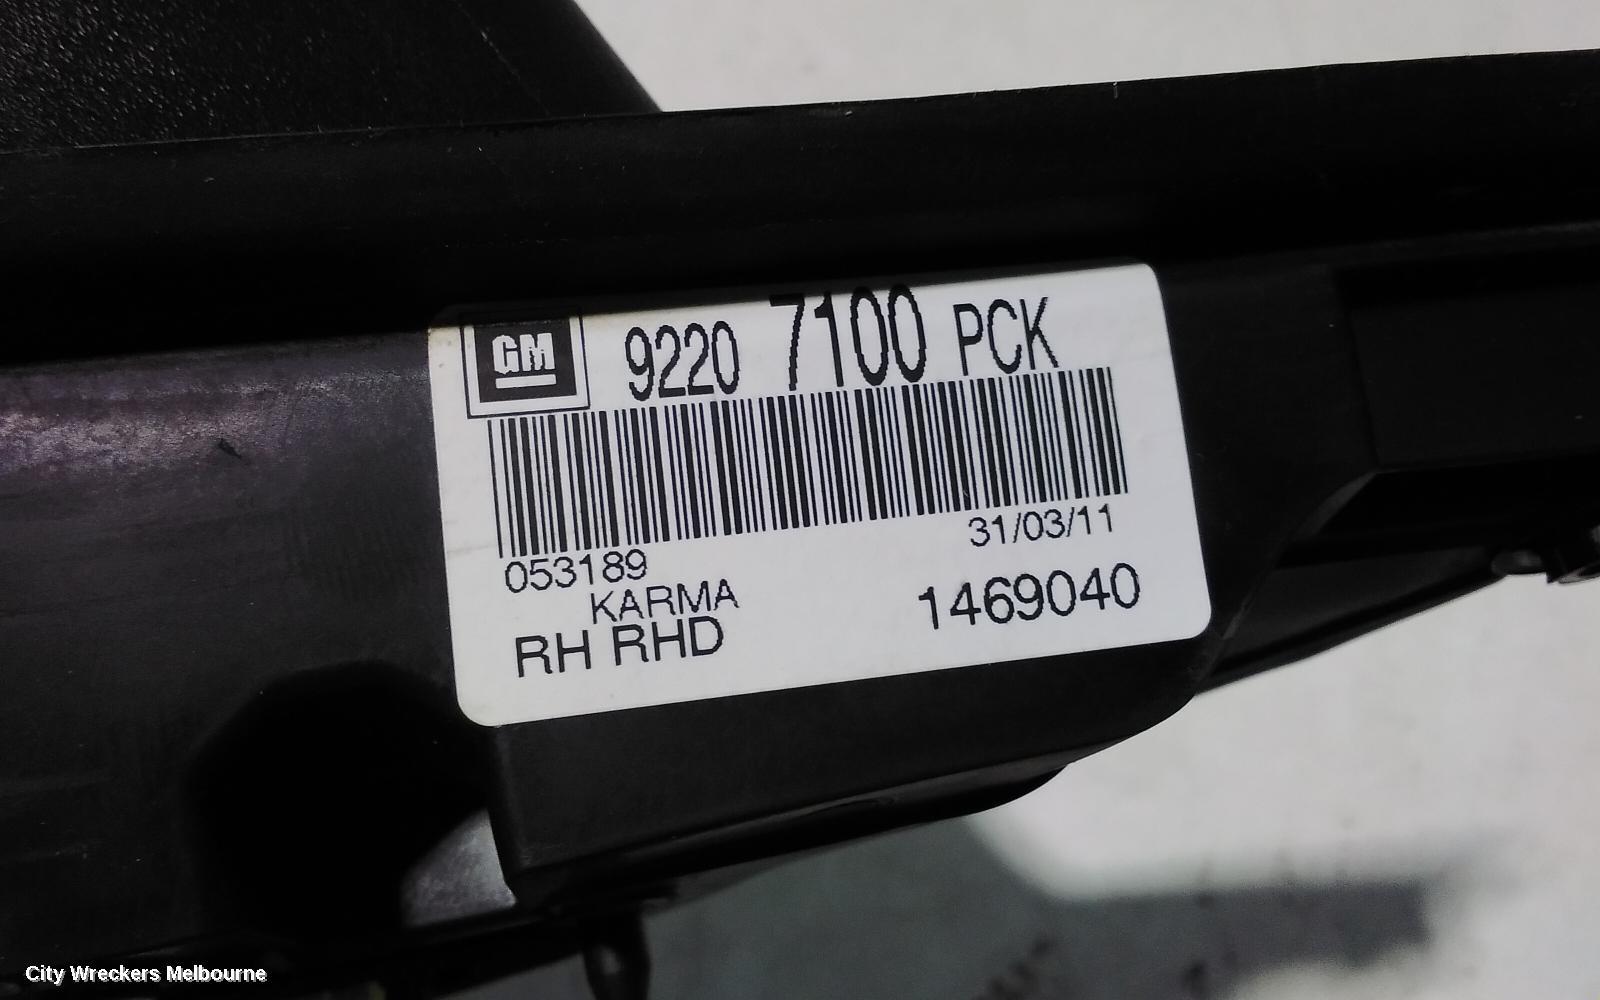 GM 9220 7100 PCK
053189 31/03/11
KARMA
RH RHD 1469040
City Wreckers Melbourne